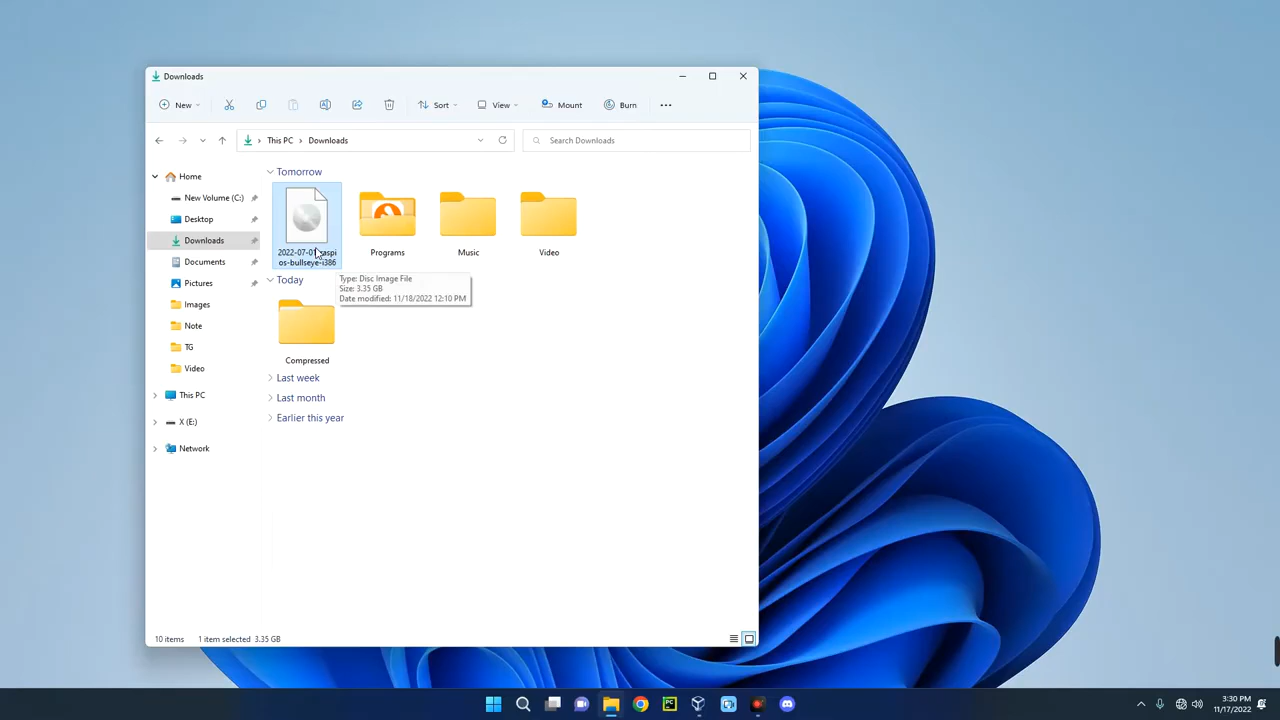 Downloads
New
Sort
View
Mount
Burn
This PC > Downloads
Search Downloads
Home
New Volume (C:)
Desktop
Downloads
Documents
Pictures
Images
Note
TG
Video
This PC
X (E:)
Network
Tomorrow
2022-07-01-raspi
os-bullseye-i386
Programs
Music
Video
Type: Disc Image File
Size: 3.35 GB
Date modified: 11/18/2022 12:10 PM
Today
Compressed
Last week
Last month
Earlier this year
10 items
1 item selected 3.35 GB
PC
3:30 PM
11/17/2022